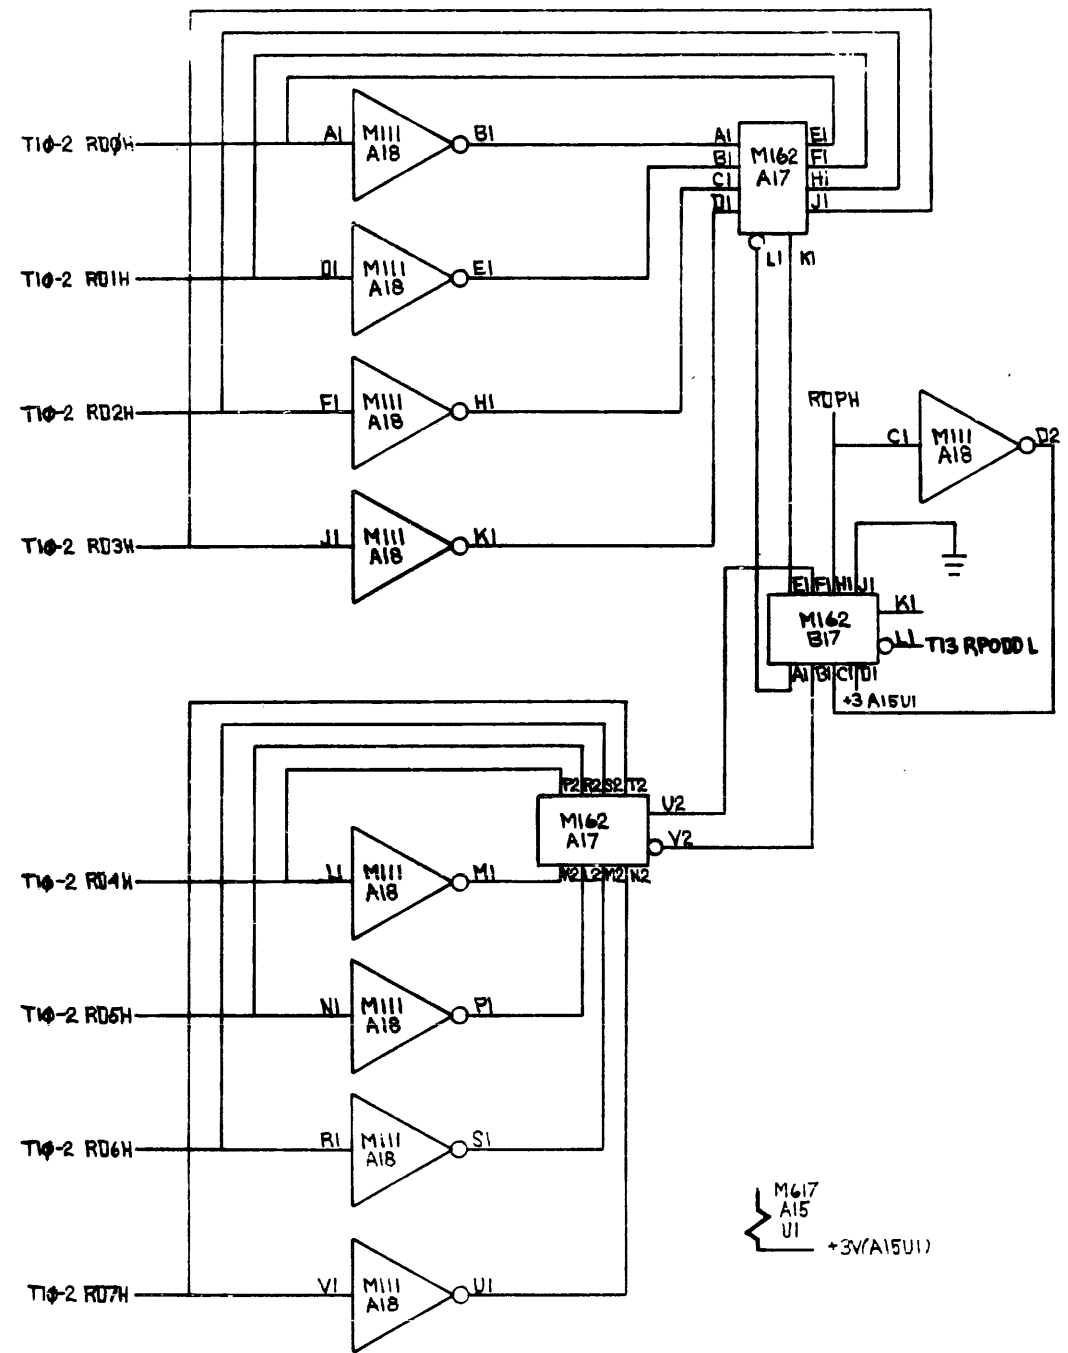 T1Ø-2 RDØH
A1
M111
A18
B1
A1
B1
C1
D1
M162
A17
E1
F1
H1
J1
L1
K1
T1Ø-2 RD1H
D1
M111
A18
E1
T1Ø-2 RD2H
F1
M111
A18
H1
T1Ø-2 RD3H
J1
M111
A18
K1
RDPH
C1
M111
A18
D2
E1 F1 H1 J1
M162
B17
K1
L1 T13 RPODD L
A1 B1 C1 D1
+3 A15U1
P2 R2 S2 T2
M162
A17
U2
V2
K2 L2 M2 N2
T1Ø-2 RD4H
L1
M111
A18
M1
T1Ø-2 RD5H
N1
M111
A18
P1
T1Ø-2 RD6H
R1
M111
A18
S1
T1Ø-2 RD7H
V1
M111
A18
U1
M617
A15
U1
+3V(A15U1)